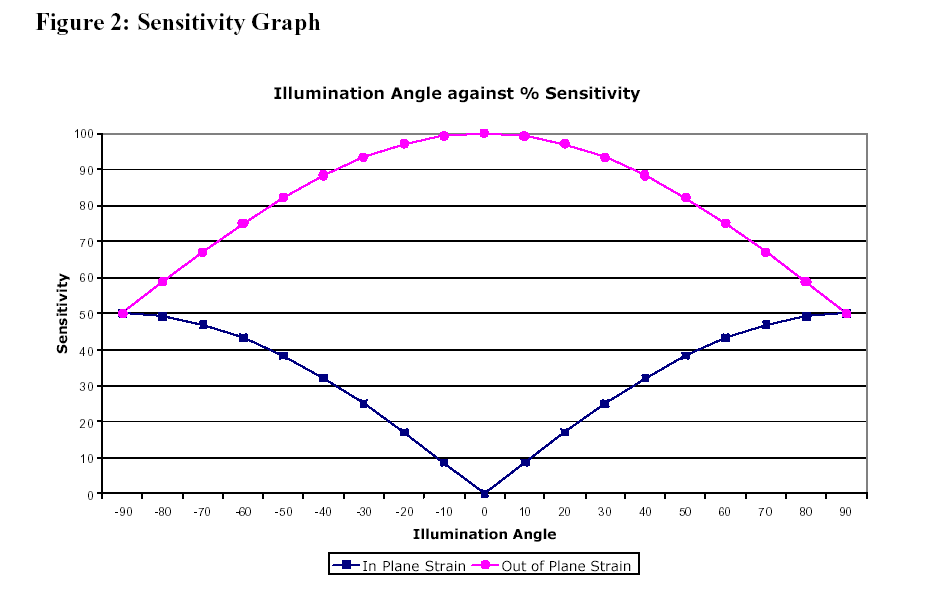 Figure 2: Sensitivity Graph
Illumination Angle against % Sensitivity
100
90
80
70
60
50
40
30
20
10
0
Sensitivity
-90 -80 -70 -60 -50 -40 -30 -20 -10 0 10 20 30 40 50 60 70 80 90
Illumination Angle
In Plane Strain Out of Plane Strain